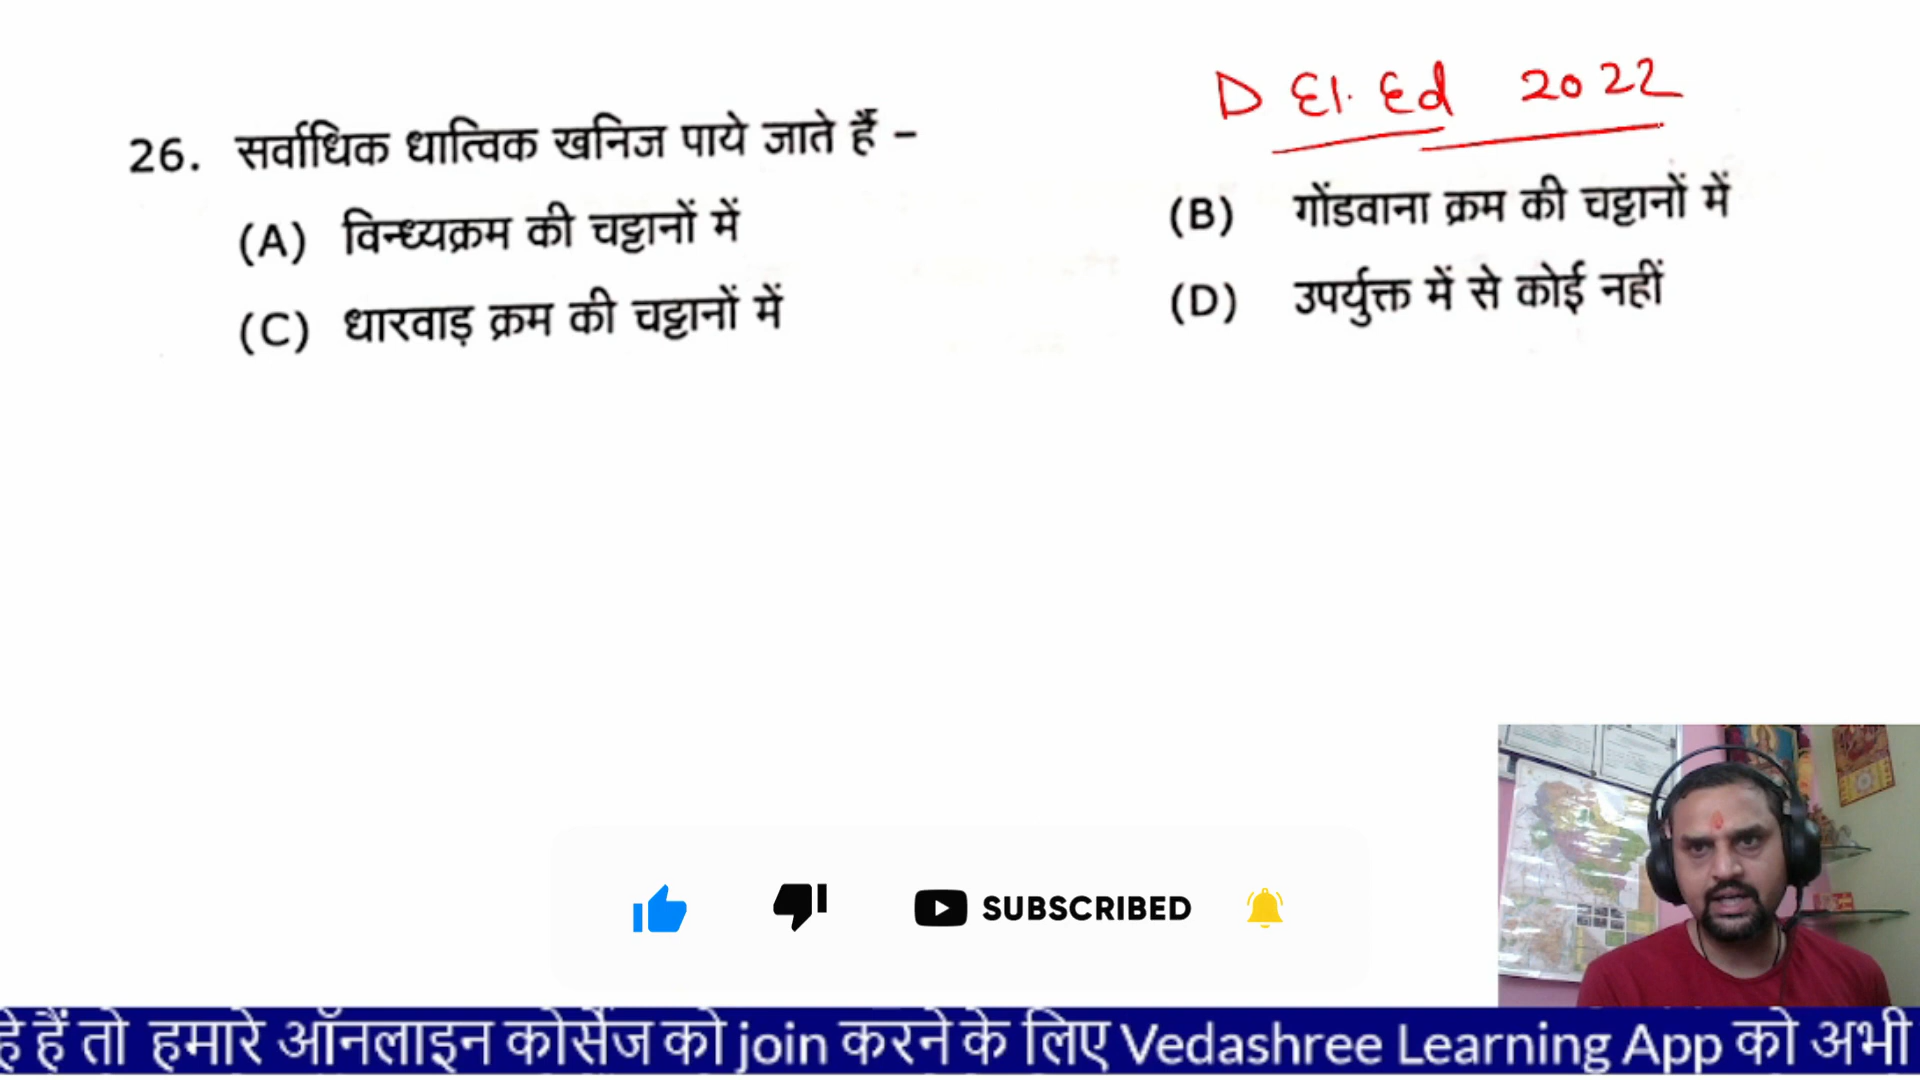 D El. Ed 2022
26. सर्वाधिक धात्विक खनिज पाये जाते हैं –
(A) विन्ध्यक्रम की चट्टानों में (B) गोंडवाना क्रम की चट्टानों में
(C) धारवाड़ क्रम की चट्टानों में (D) उपर्युक्त में से कोई नहीं
SUBSCRIBED
हे हैं तो हमारे ऑनलाइन कोर्सेज को join करने के लिए Vedashree Learning App को अभी